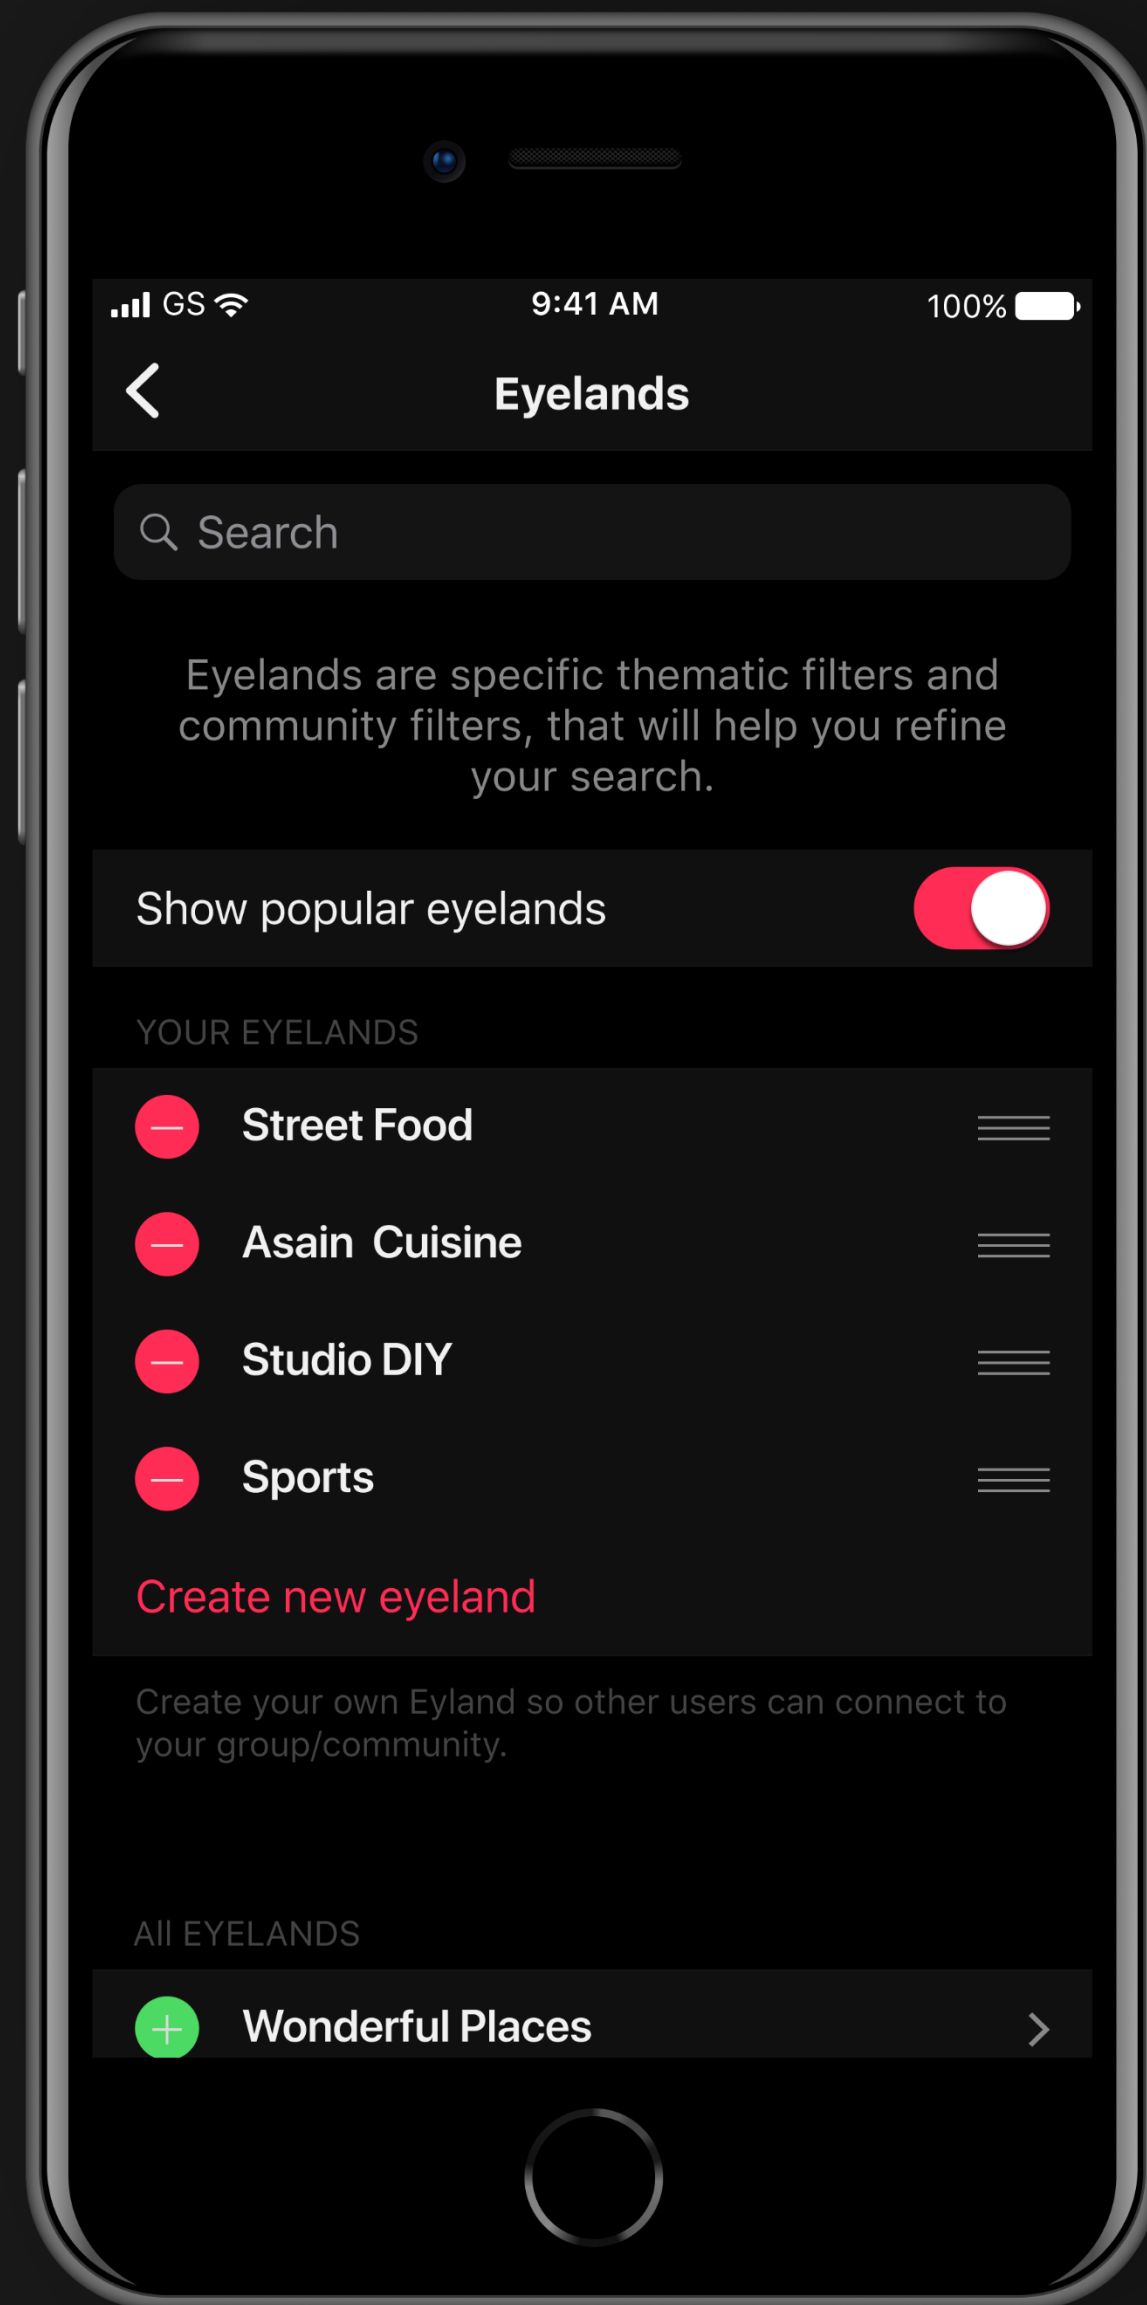 GS 9:41 AM 100%
Eyelands
Search
Eyelands are specific thematic filters and
community filters, that will help you refine
your search.
Show popular eyelands
YOUR EYELANDS
Street Food
Asain  Cuisine
Studio DIY
Sports
Create new eyeland
Create your own Eyland so other users can connect to
your group/community.
All EYELANDS
Wonderful Places